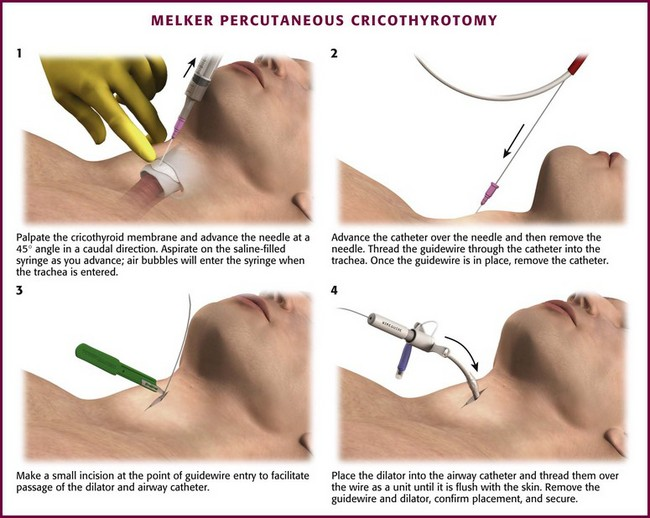 MELKER PERCUTANEOUS CRICOTHYROTOMY
1
Palpate the cricothyroid membrane and advance the needle at a
45° angle in a caudal direction. Aspirate on the saline-filled
syringe as you advance; air bubbles will enter the syringe when
the trachea is entered.
2
Advance the catheter over the needle and then remove the
needle. Thread the guidewire through the catheter into the
trachea. Once the guidewire is in place, remove the catheter.
3
Make a small incision at the point of guidewire entry to facilitate
passage of the dilator and airway catheter.
4
Place the dilator into the airway catheter and thread them over
the wire as a unit until it is flush with the skin. Remove the
guidewire and dilator, confirm placement, and secure.